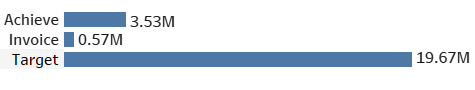 Achieve 3.53M
Invoice 0.57M
Target 19.67M